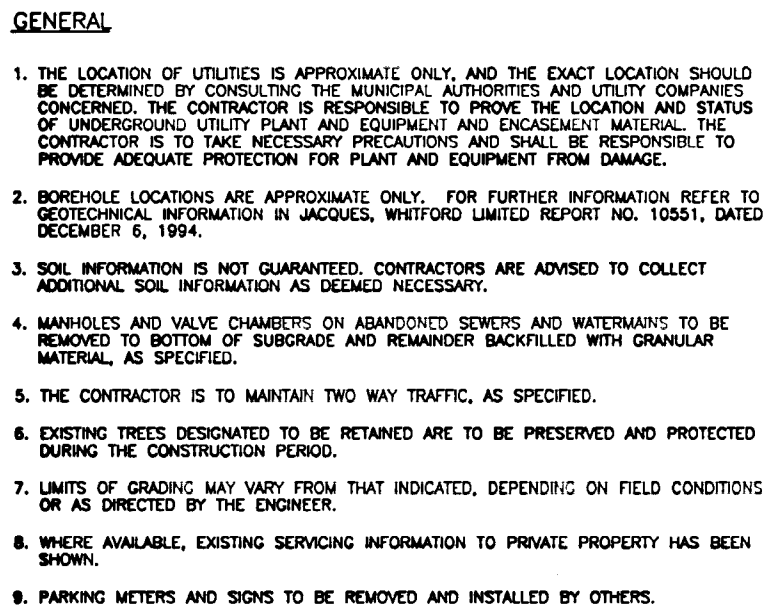 GENERAL
1. THE LOCATION OF UTILITIES IS APPROXIMATE ONLY, AND THE EXACT LOCATION SHOULD
BE DETERMINED BY CONSULTING THE MUNICIPAL AUTHORITIES AND UTILITY COMPANIES
CONCERNED. THE CONTRACTOR IS RESPONSIBLE TO PROVE THE LOCATION AND STATUS
OF UNDERGROUND UTILITY PLANT AND EQUIPMENT AND ENCASEMENT MATERIAL. THE
CONTRACTOR IS TO TAKE NECESSARY PRECAUTIONS AND SHALL BE RESPONSIBLE TO
PROVIDE ADEQUATE PROTECTION FOR PLANT AND EQUIPMENT FROM DAMAGE.
2. BOREHOLE LOCATIONS ARE APPROXIMATE ONLY. FOR FURTHER INFORMATION REFER TO
GEOTECHNICAL INFORMATION IN JACQUES, WHITFORD LIMITED REPORT NO. 10551, DATED
DECEMBER 6, 1994.
3. SOIL INFORMATION IS NOT GUARANTEED. CONTRACTORS ARE ADVISED TO COLLECT
ADDITIONAL SOIL INFORMATION AS DEEMED NECESSARY.
4. MANHOLES AND VALVE CHAMBERS ON ABANDONED SEWERS AND WATERMAINS TO BE
REMOVED TO BOTTOM OF SUBGRADE AND REMAINDER BACKFILLED WITH GRANULAR
MATERIAL, AS SPECIFIED.
5. THE CONTRACTOR IS TO MAINTAIN TWO WAY TRAFFIC, AS SPECIFIED.
6. EXISTING TREES DESIGNATED TO BE RETAINED ARE TO BE PRESERVED AND PROTECTED
DURING THE CONSTRUCTION PERIOD.
7. LIMITS OF GRADING MAY VARY FROM THAT INDICATED, DEPENDING ON FIELD CONDITIONS
OR AS DIRECTED BY THE ENGINEER.
8. WHERE AVAILABLE, EXISTING SERVICING INFORMATION TO PRIVATE PROPERTY HAS BEEN
SHOWN.
9. PARKING METERS AND SIGNS TO BE REMOVED AND INSTALLED BY OTHERS.